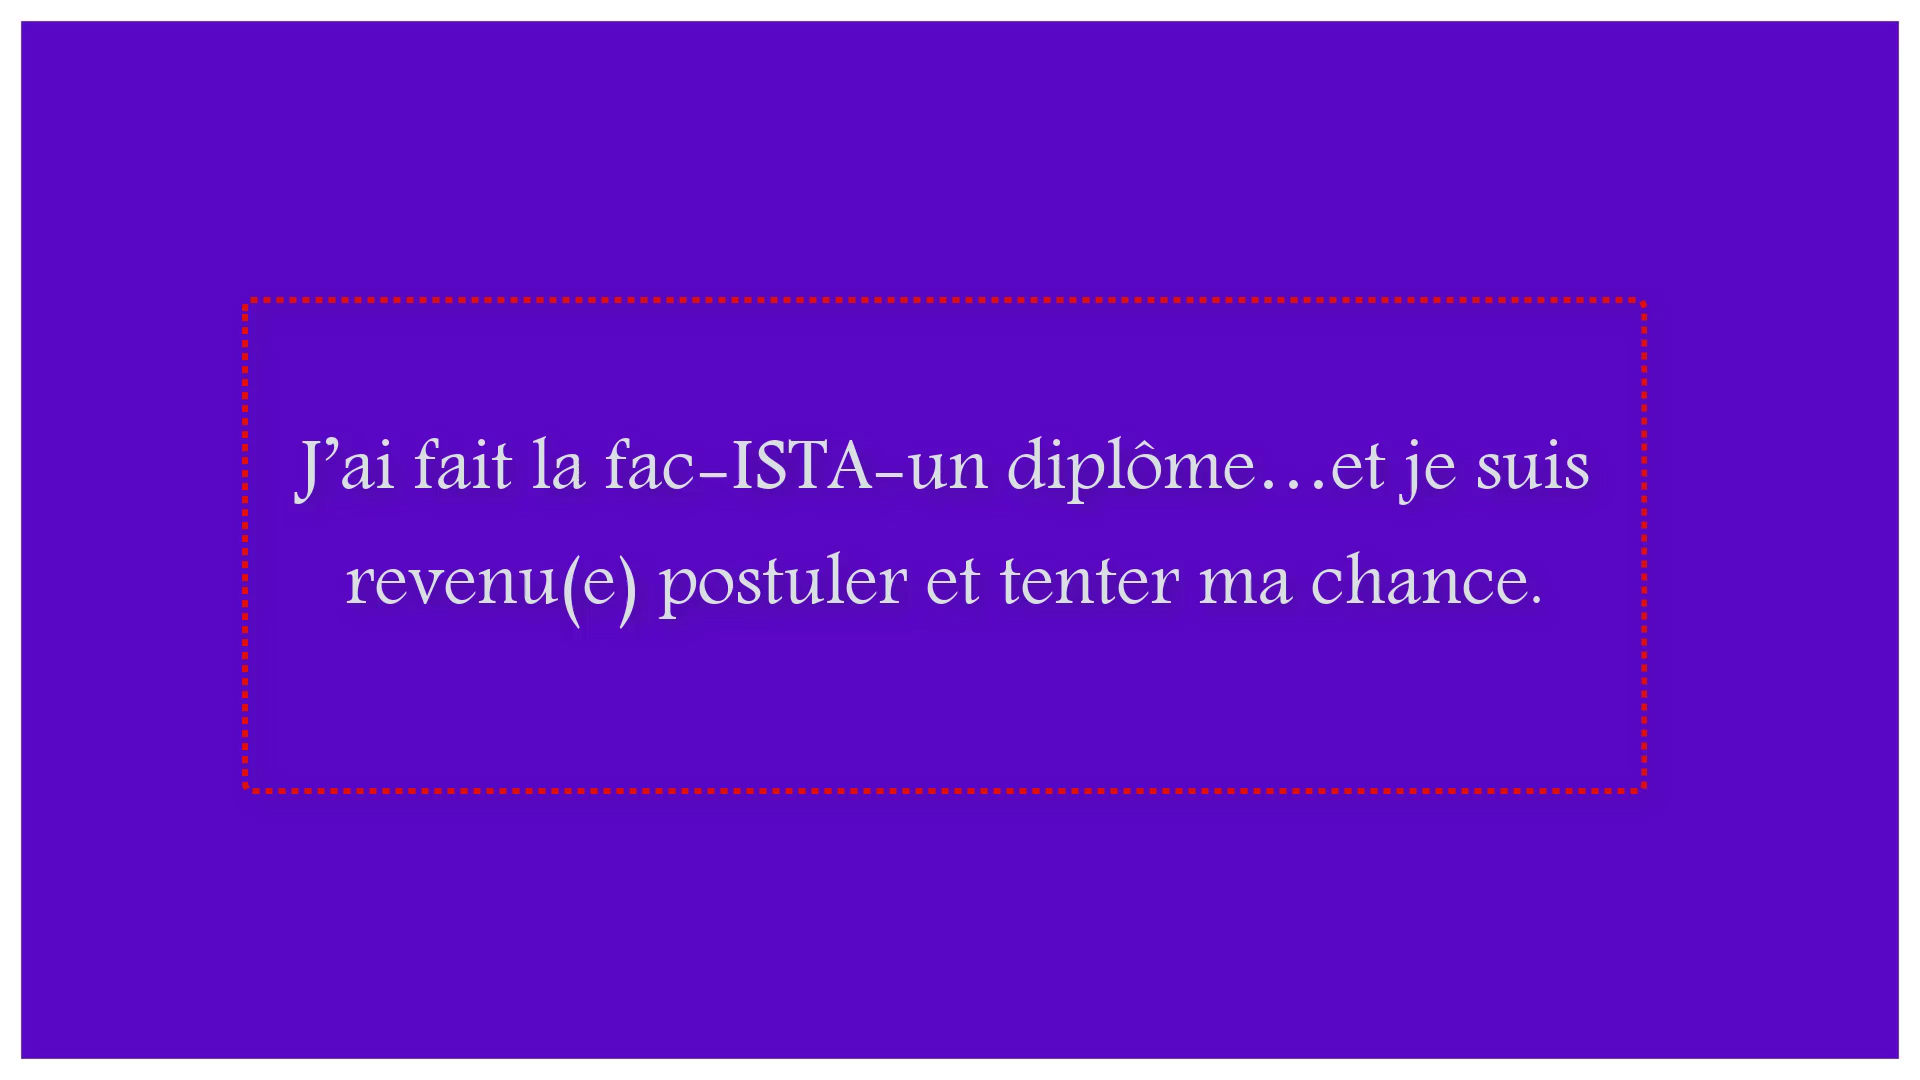 J’ai fait la fac-ISTA-un diplôme…et je suis
revenu(e) postuler et tenter ma chance.